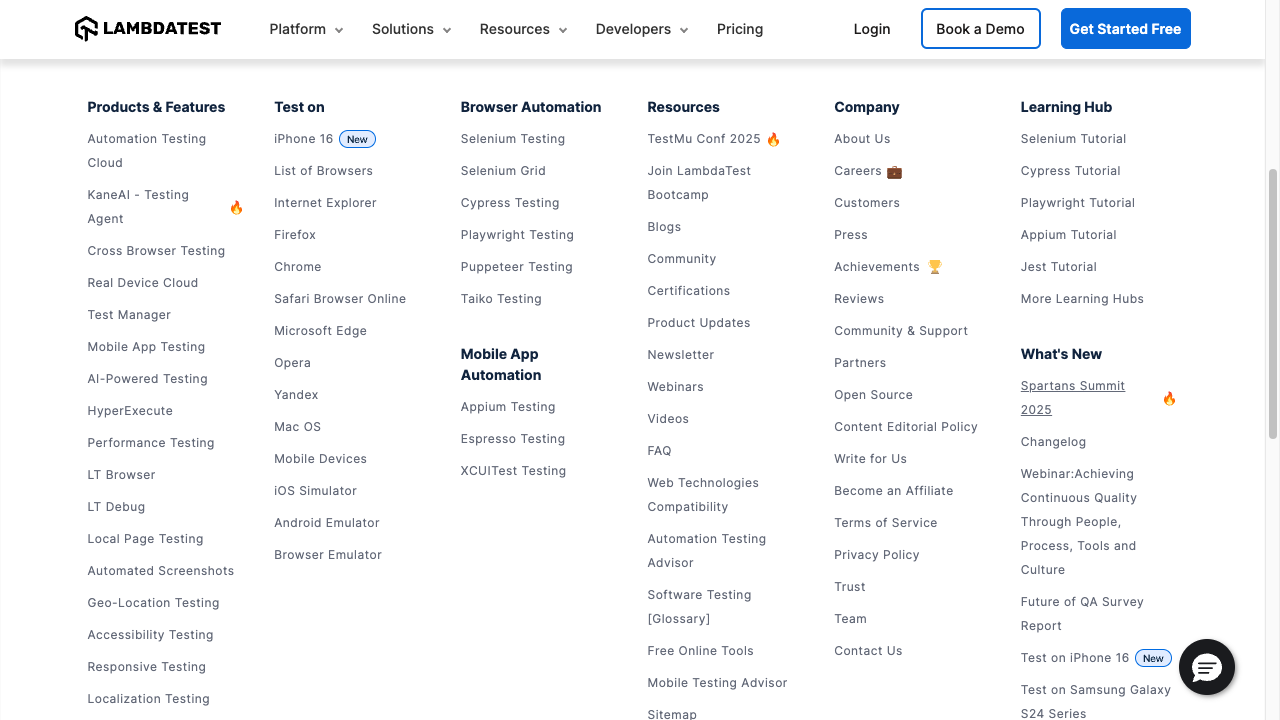 LAMBDATEST
Platform
Solutions
Resources
Developers
Pricing
Login
Book a Demo
Get Started Free
Products & Features
Automation Testing
Cloud
KaneAI - Testing
Agent
Cross Browser Testing
Real Device Cloud
Test Manager
Mobile App Testing
AI-Powered Testing
HyperExecute
Performance Testing
LT Browser
LT Debug
Local Page Testing
Automated Screenshots
Geo-Location Testing
Accessibility Testing
Responsive Testing
Localization Testing
Test on
iPhone 16 New
List of Browsers
Internet Explorer
Firefox
Chrome
Safari Browser Online
Microsoft Edge
Opera
Yandex
Mac OS
Mobile Devices
iOS Simulator
Android Emulator
Browser Emulator
Browser Automation
Selenium Testing
Selenium Grid
Cypress Testing
Playwright Testing
Puppeteer Testing
Taiko Testing
Mobile App
Automation
Appium Testing
Espresso Testing
XCUITest Testing
Resources
TestMu Conf 2025 🔥
Join LambdaTest
Bootcamp
Blogs
Community
Certifications
Product Updates
Newsletter
Webinars
Videos
FAQ
Web Technologies
Compatibility
Automation Testing
Advisor
Software Testing
[Glossary]
Free Online Tools
Mobile Testing Advisor
Sitemap
Company
About Us
Careers 💼
Customers
Press
Achievements 🏆
Reviews
Community & Support
Partners
Open Source
Content Editorial Policy
Write for Us
Become an Affiliate
Terms of Service
Privacy Policy
Trust
Team
Contact Us
Learning Hub
Selenium Tutorial
Cypress Tutorial
Playwright Tutorial
Appium Tutorial
Jest Tutorial
More Learning Hubs
What's New
Spartans Summit
2025
Changelog
Webinar:Achieving
Continuous Quality
Through People,
Process, Tools and
Culture
Future of QA Survey
Report
Test on iPhone 16 New
Test on Samsung Galaxy
S24 Series